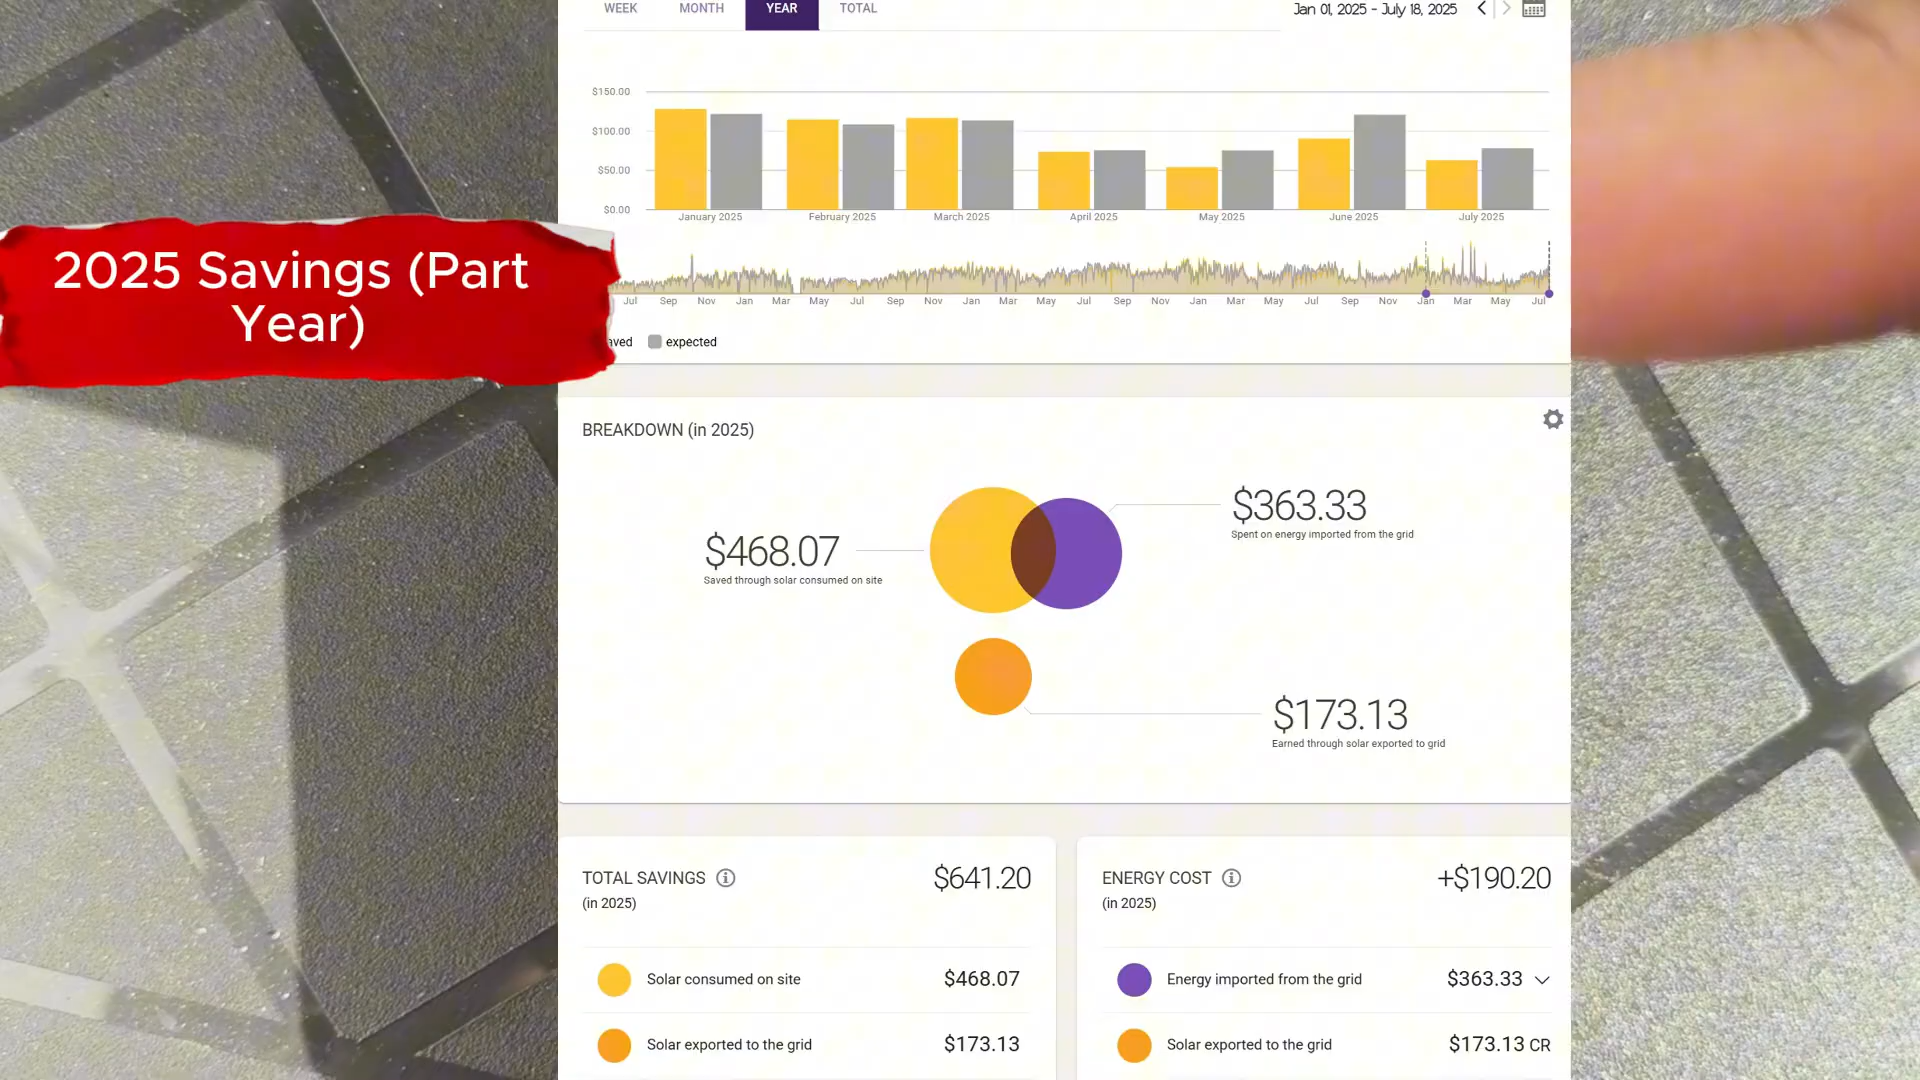 WEEK MONTH YEAR TOTAL Jan 01, 2025 - July 18, 2025
$150.00
$100.00
$50.00
$0.00
January 2025 February 2025 March 2025 April 2025 May 2025 June 2025 July 2025
2025 Savings (Part
Year)
Jul Sep Nov Jan Mar May Jul Sep Nov Jan Mar May Jul Sep Nov Jan Mar May Jul Sep Nov Jan Mar May Jul
expected
BREAKDOWN (in 2025)
$363.33
Spent on energy imported from the grid
$468.07
Saved through solar consumed on site
$173.13
Earned through solar exported to grid
TOTAL SAVINGS $641.20
(in 2025)
Solar consumed on site $468.07
Solar exported to the grid $173.13
ENERGY COST +$190.20
(in 2025)
Energy imported from the grid $363.33
Solar exported to the grid $173.13 CR